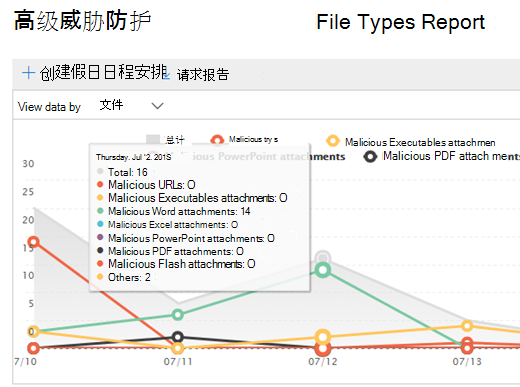 高级威胁防护
File Types Report
创建假日日程安排 请求报告
View data by 文件
总计 Malicious try s Malicious Executables attachmen
ious PowerPoint attachments Malicious PDF attach ments
Thursday. Jul '2. 201S
Total: 16
Malicious URLs: O
Malicious Executables attachments: O
Malicious Word attachments: 14
Malicious Excel attachments: O
Malicious PowerPoint attachments: O
Malicious PDF attachments: O
Malicious Flash attachments: O
Others: 2
30
25
20
15
10
5
0
7/10 07/11 07/12 07/13